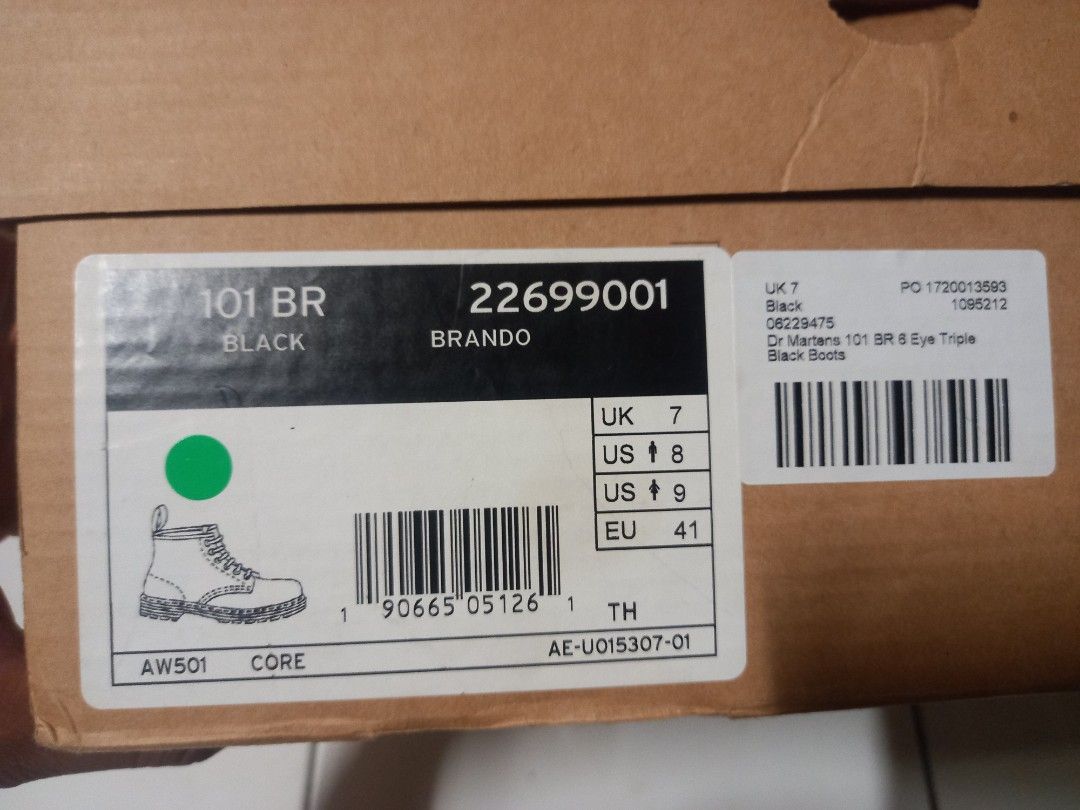 101 BR 22699001
BLACK BRANDO
UK 7
US 8
US 9
EU 41
1 90665 05126 1
TH
AW501 CORE AE-U015307-01
UK 7 PO 1720013593
Black 1095212
06229475
Dr Martens 101 BR 6 Eye Triple
Black Boots